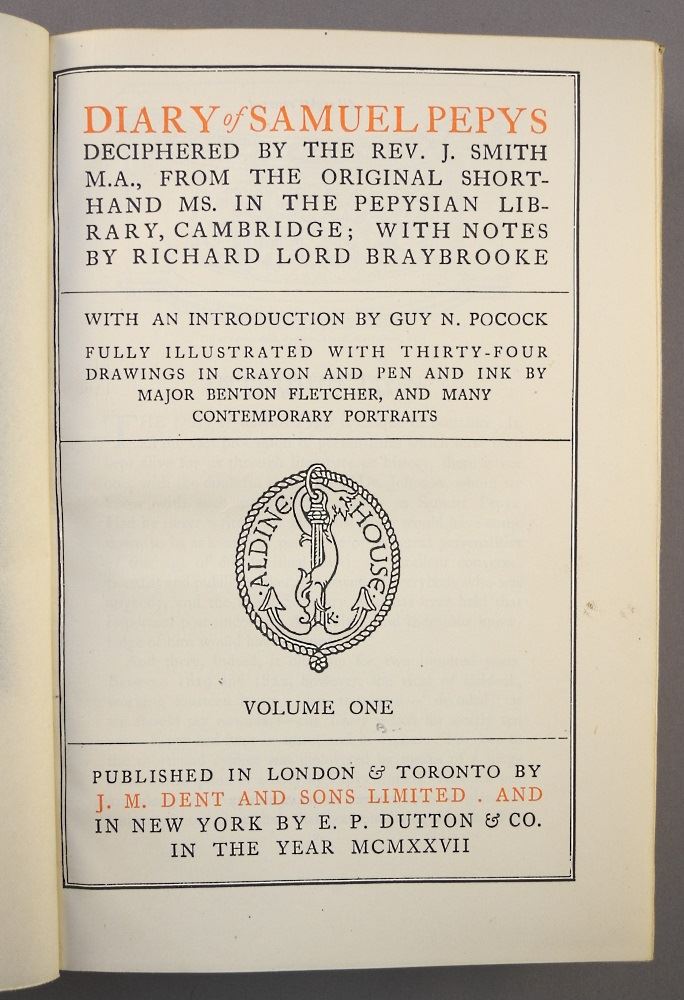 DIARY of SAMUEL PEPYS
DECIPHERED BY THE REV. J. SMITH
M.A., FROM THE ORIGINAL SHORT-
HAND MS. IN THE PEPYSIAN LIB-
RARY, CAMBRIDGE; WITH NOTES
BY RICHARD LORD BRAYBROOKE
WITH AN INTRODUCTION BY GUY N. POCOCK
FULLY ILLUSTRATED WITH THIRTY-FOUR
DRAWINGS IN CRAYON AND PEN AND INK BY
MAJOR BENTON FLETCHER, AND MANY
CONTEMPORARY PORTRAITS
·ALDINE·HOUSE·
K
VOLUME ONE
PUBLISHED IN LONDON & TORONTO BY
J. M. DENT AND SONS LIMITED . AND
IN NEW YORK BY E. P. DUTTON & CO.
IN THE YEAR MCMXXVII